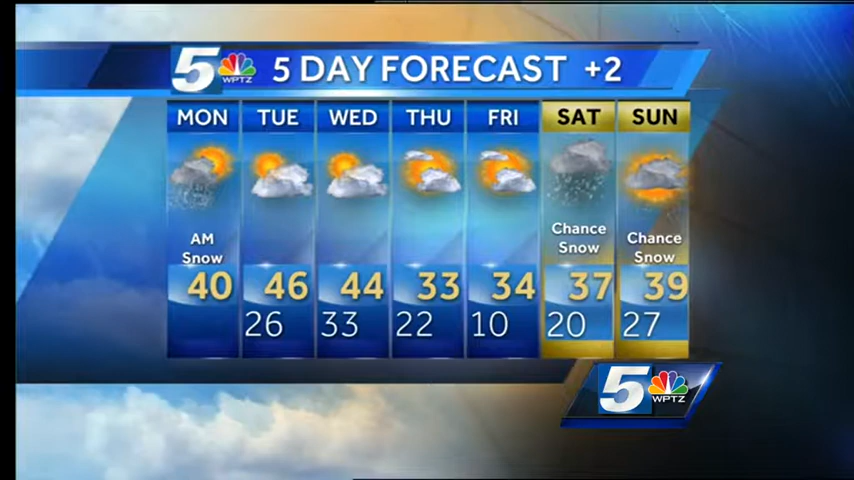 5 WPTZ 5 DAY FORECAST +2
MON TUE WED THU FRI SAT SUN
AM Snow
Chance Snow
Chance Snow
40 46 44 33 34 37 39
26 33 22 10 20 27
5 WPTZ